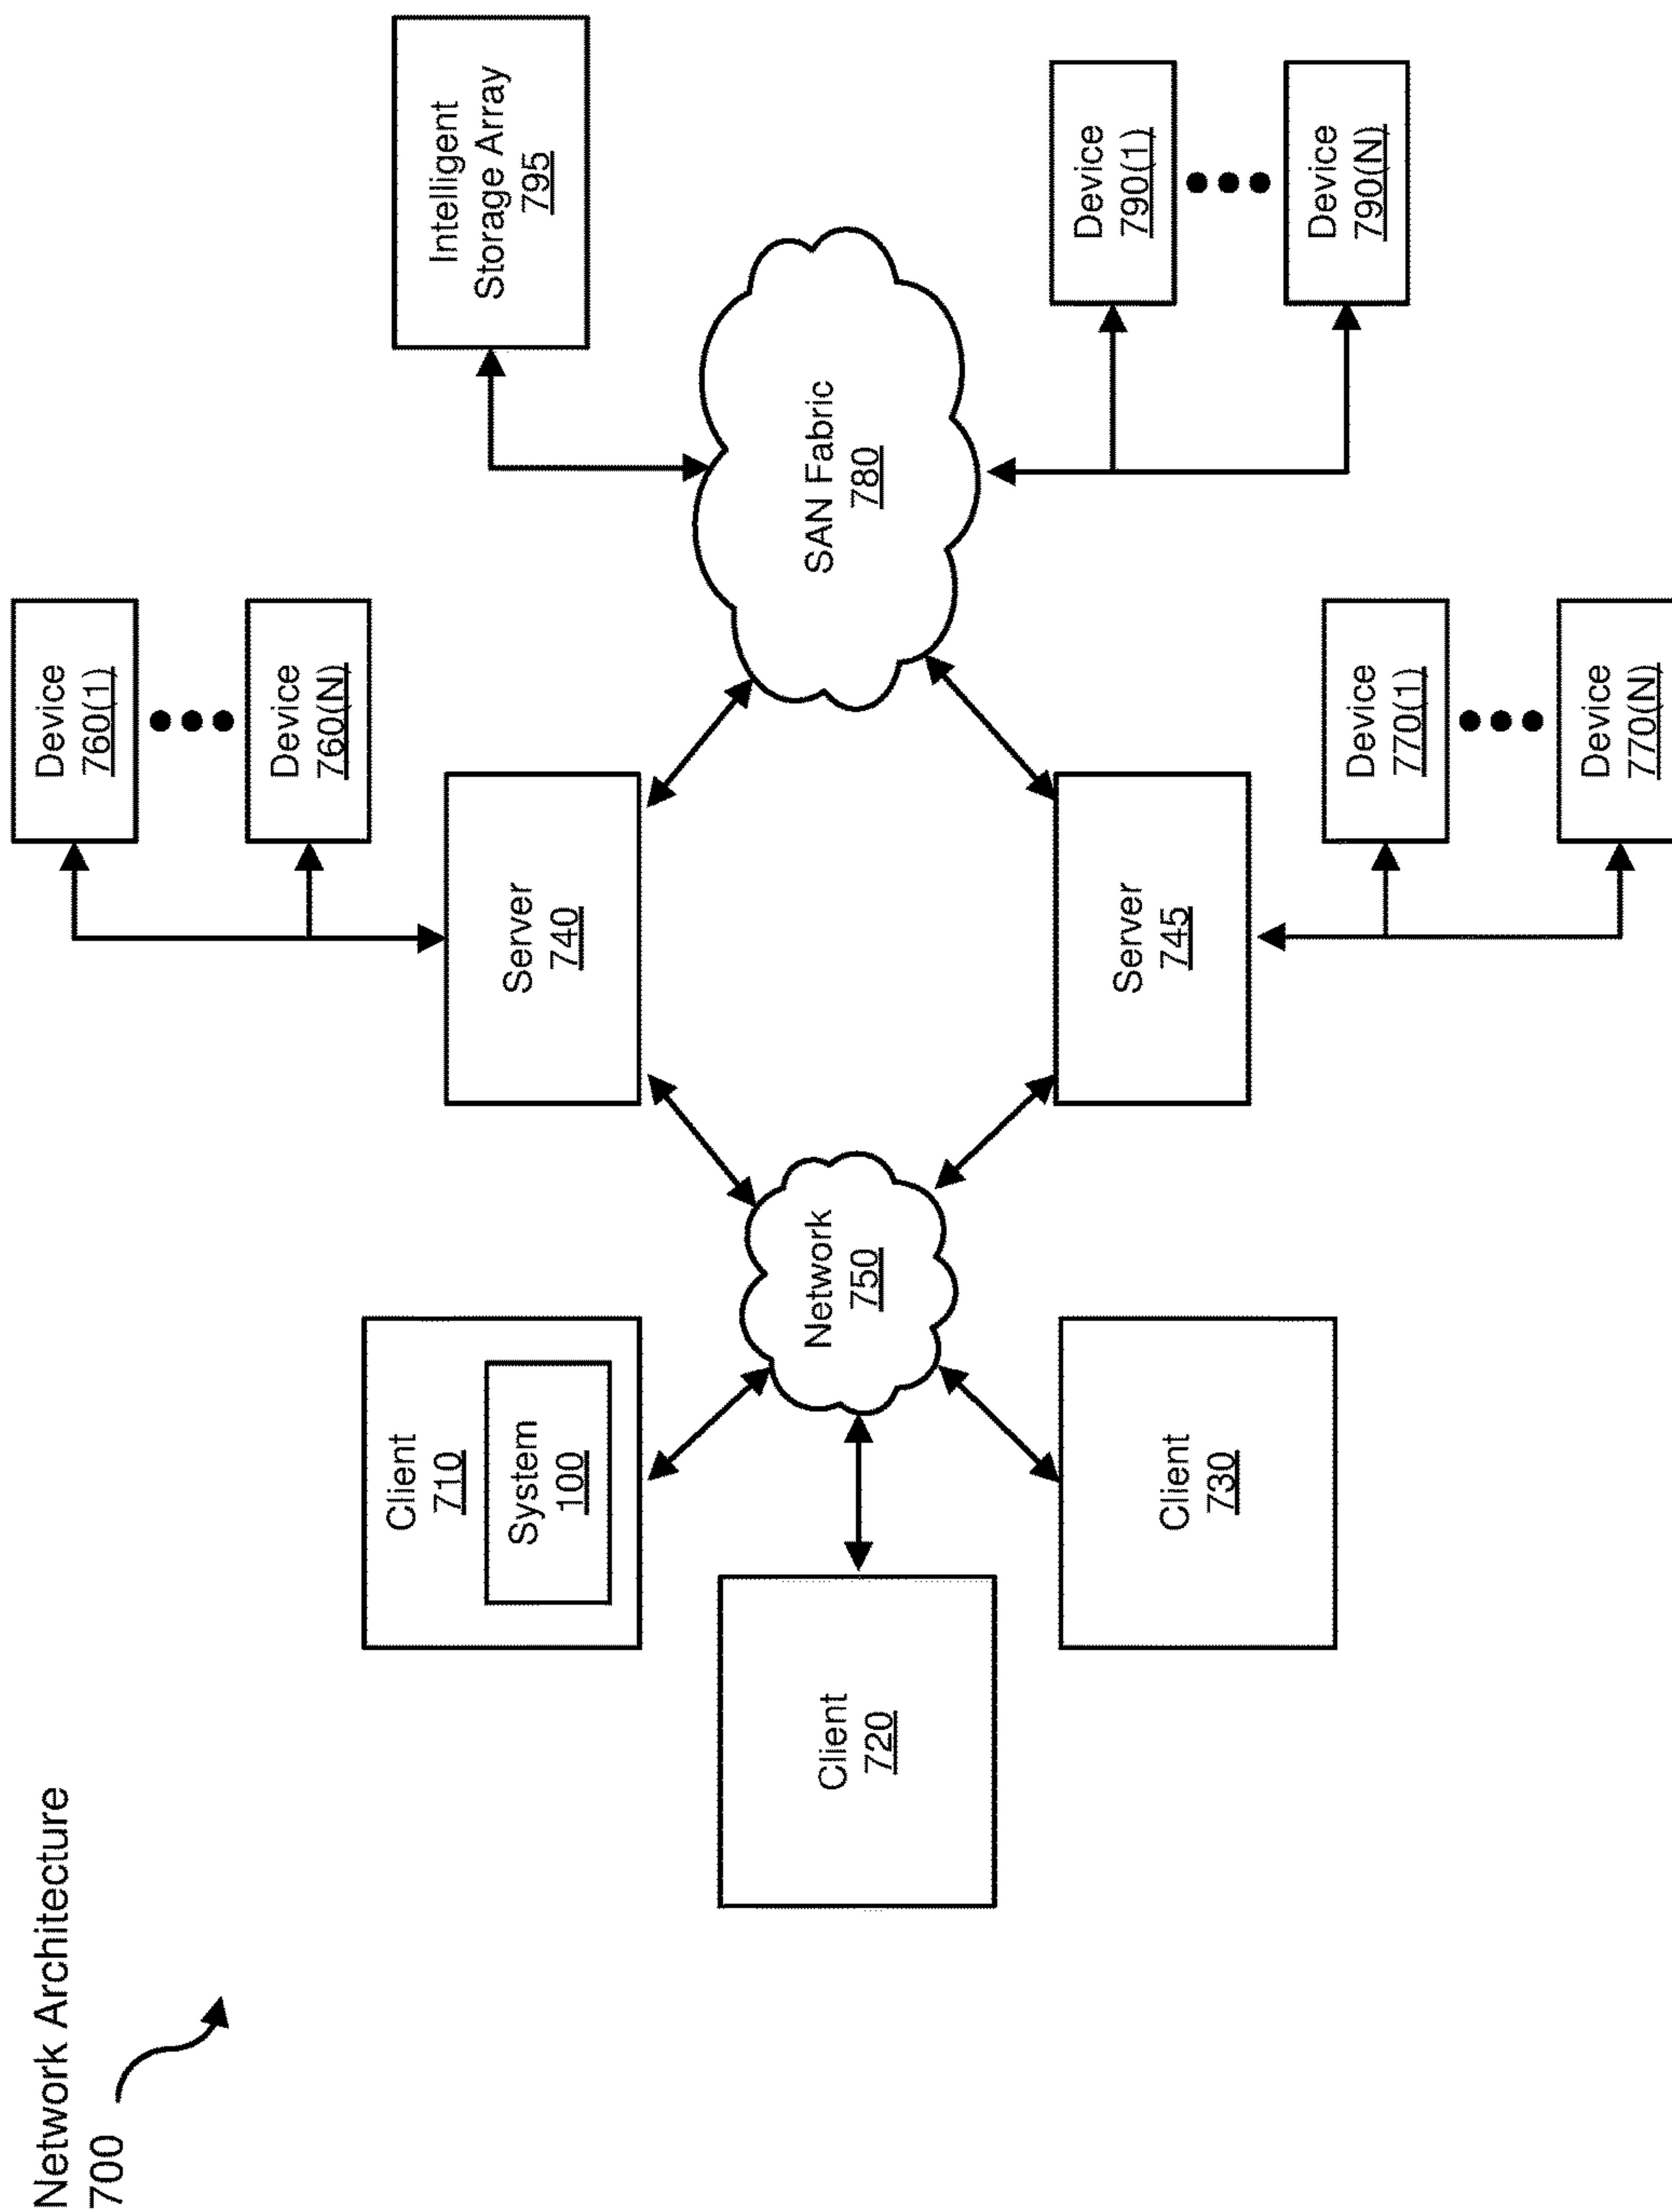 Network Architecture
700
Client
710
System
100
Client
720
Client
730
Network
750
Server
740
Server
745
Device
760(1)
Device
760(N)
Device
770(1)
Device
770(N)
SAN Fabric
780
Intelligent
Storage Array
795
Device
790(1)
Device
790(N)